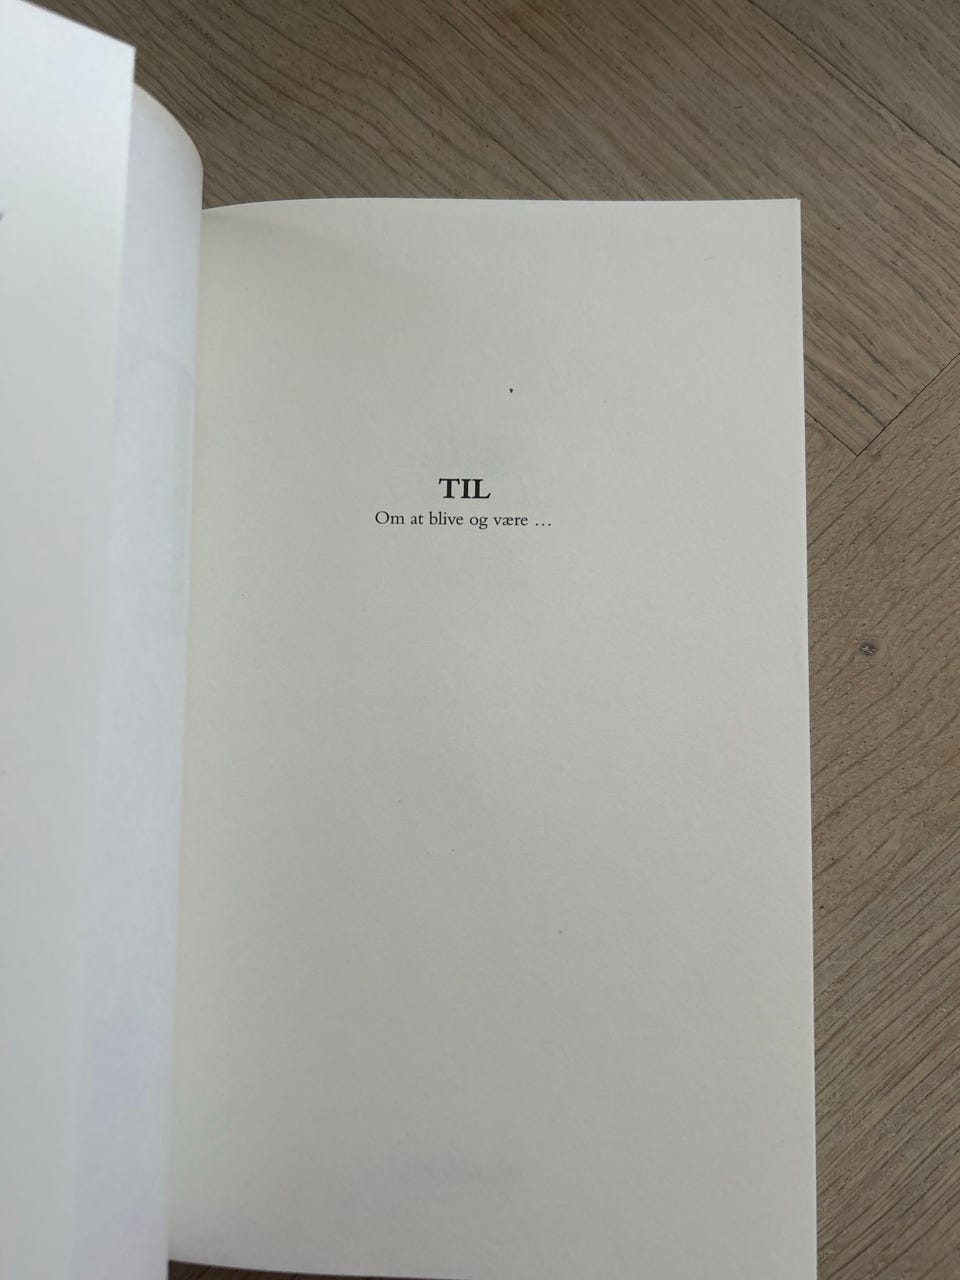 TIL
Om at blive og være …